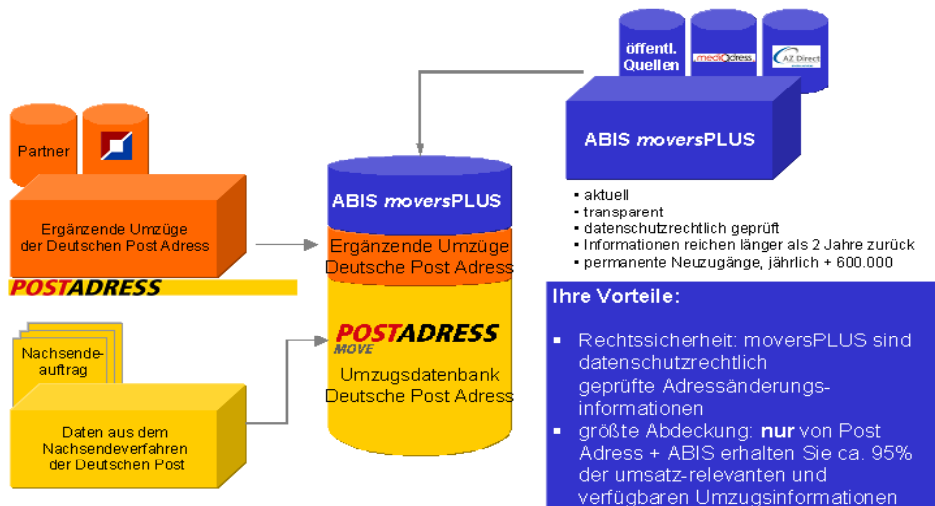 öffentl.
Quellen
mediadress
AZ Direct
ABIS moversPLUS
▪ aktuell
▪ transparent
▪ datenschutzrechtlich geprüft
▪ Informationen reichen länger als 2 Jahre zurück
▪ permanente Neuzugänge, jährlich + 600.000
Partner
Ergänzende Umzüge
der Deutschen Post Adress
POSTADRESS
Nachsende-
auftrag
Daten aus dem
Nachsendeverfahren
der Deutschen Post
ABIS moversPLUS
Ergänzende Umzüge
Deutsche Post Adress
POSTADRESS
MOVE
Umzugsdatenbank
Deutsche Post Adress
Ihre Vorteile:
▪ Rechtssicherheit: moversPLUS sind
datenschutzrechtlich
geprüfte Adressänderungs-
informationen
▪ größte Abdeckung: nur von Post
Adress + ABIS erhalten Sie ca. 95%
der umsatz-relevanten und
verfügbaren Umzugsinformationen